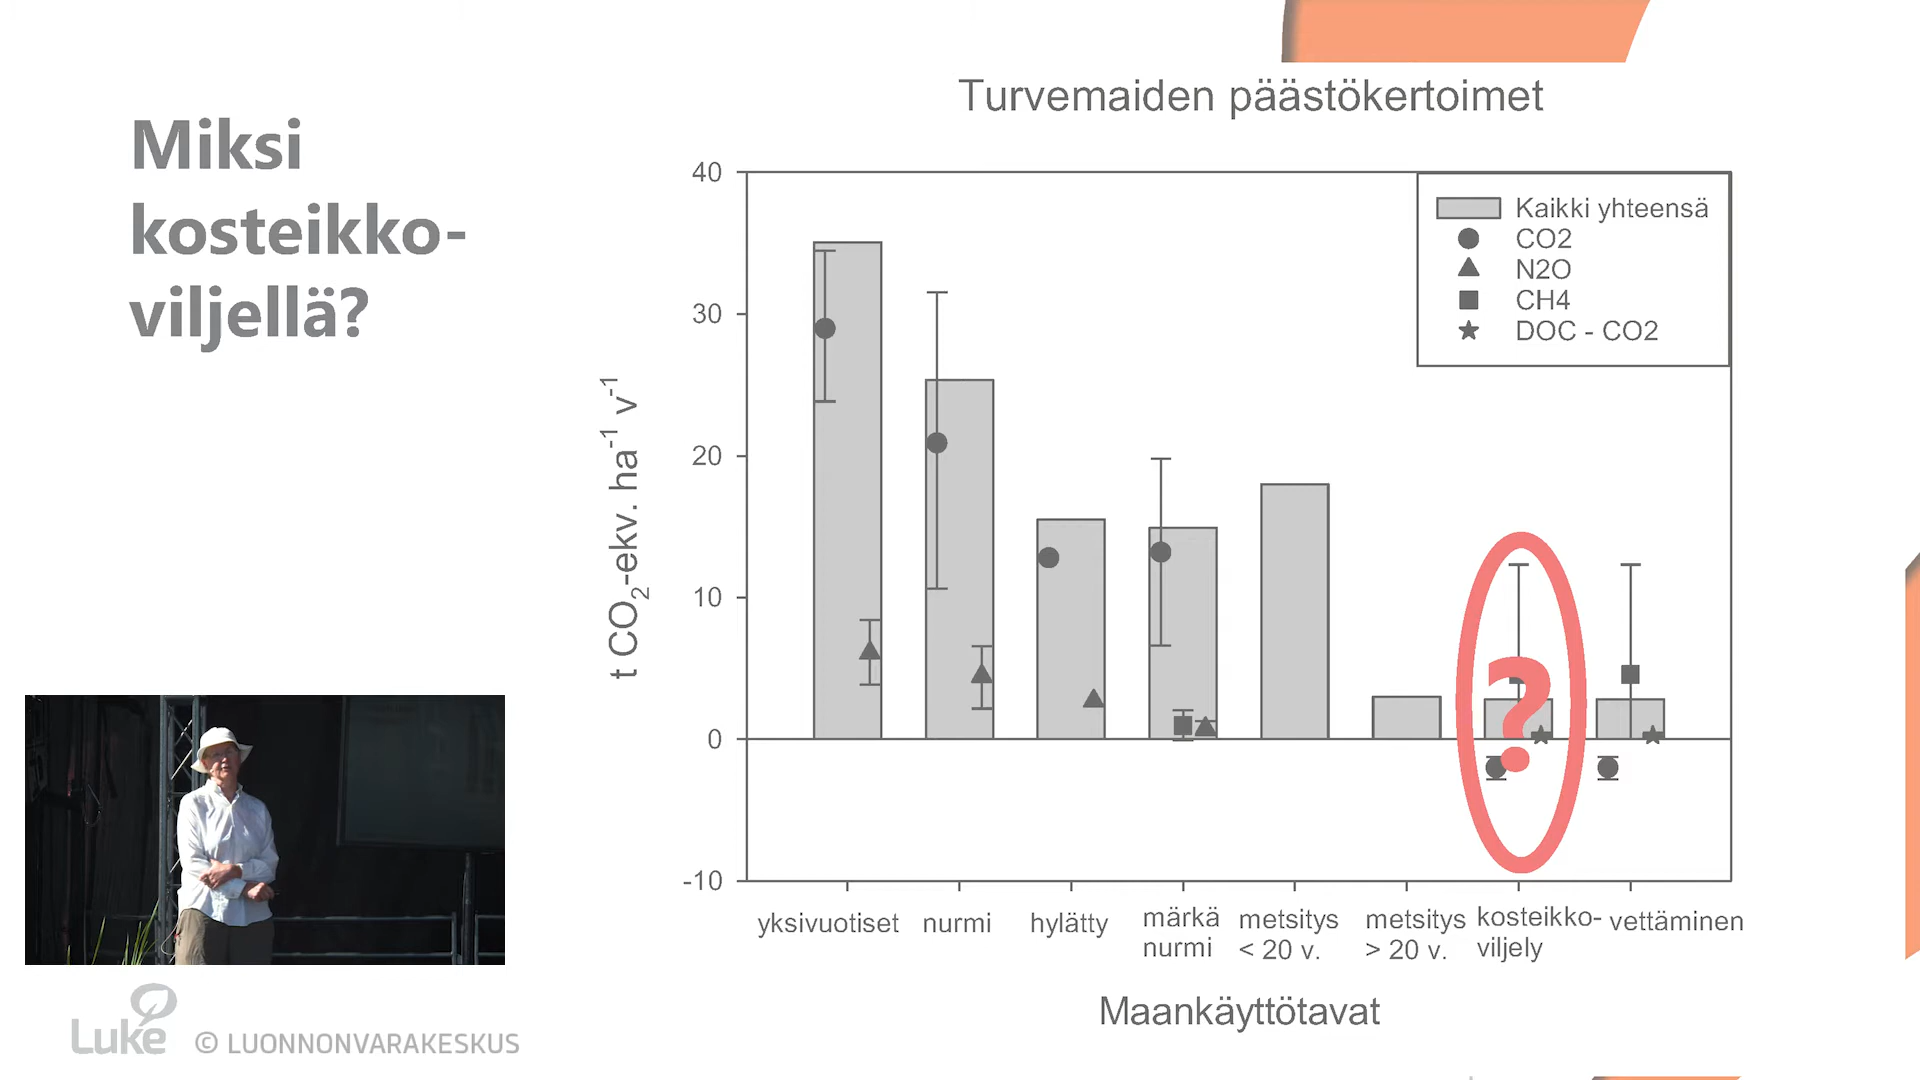 Miksi
kosteikko-
viljellä?
Turvemaiden päästökertoimet
40
30
20
10
0
-10
t CO₂-ekv. ha⁻¹ v⁻¹
Kaikki yhteensä
CO2
N2O
CH4
DOC - CO2
?
yksivuotiset
nurmi
hylätty
märkä
nurmi
metsitys
< 20 v.
metsitys
> 20 v.
kosteikko-
viljely
vettäminen
Maankäyttötavat
Luke
© LUONNONVARAKESKUS